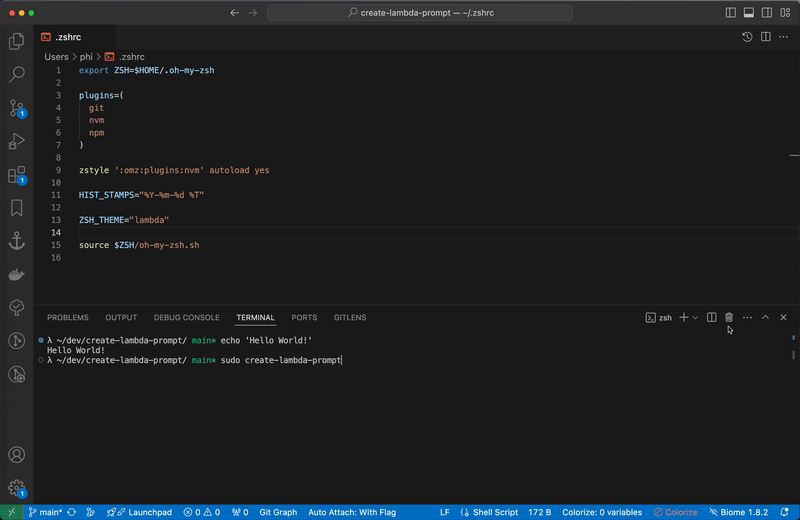 create-lambda-prompt — ~/.zshrc
.zshrc
Users > phi > .zshrc
1 export ZSH=$HOME/.oh-my-zsh
2
3 plugins=(
4 git
5 nvm
6 npm
7 )
8
9 zstyle ':omz:plugins:nvm' autoload yes
10
11 HIST_STAMPS="%Y-%m-%d %T"
12
13 ZSH_THEME="lambda"
14
15 source $ZSH/oh-my-zsh.sh
16
1
1
PROBLEMS OUTPUT DEBUG CONSOLE TERMINAL PORTS GITLENS zsh
λ ~/dev/create-lambda-prompt/ main* echo 'Hello World!'
Hello World!
λ ~/dev/create-lambda-prompt/ main* sudo create-lambda-prompt
1
main* Launchpad 0 0 0 Git Graph Auto Attach: With Flag LF Shell Script 172 B Colorize: 0 variables Colorize Biome 1.8.2